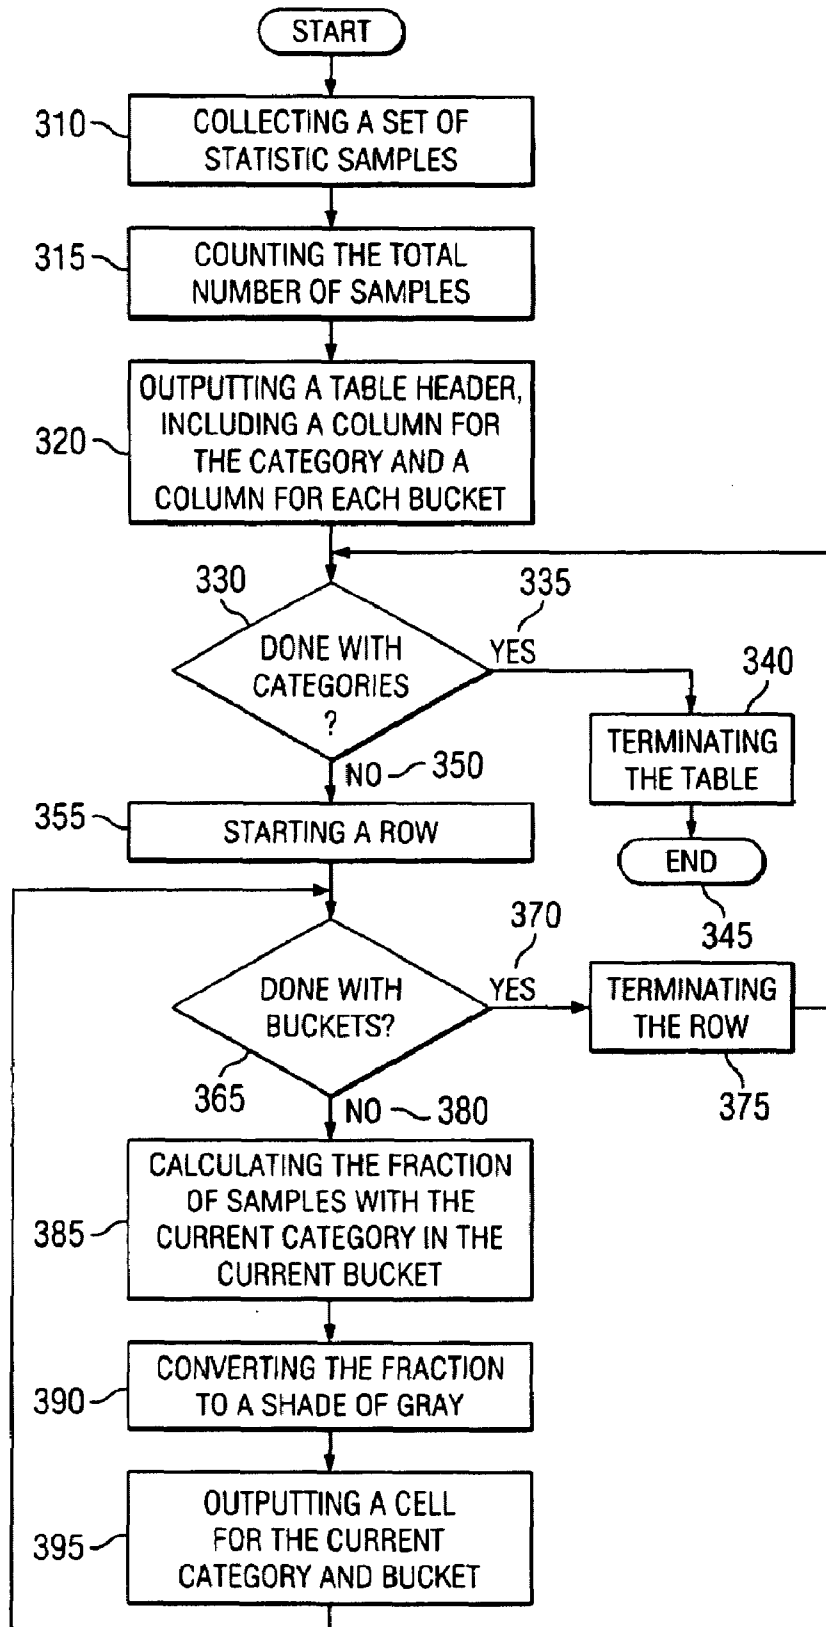 START
310
COLLECTING A SET OF
STATISTIC SAMPLES
315
COUNTING THE TOTAL
NUMBER OF SAMPLES
320
OUTPUTTING A TABLE HEADER,
INCLUDING A COLUMN FOR
THE CATEGORY AND A
COLUMN FOR EACH BUCKET
330
DONE WITH
CATEGORIES
?
335
YES
340
TERMINATING
THE TABLE
END
345
NO 350
355
STARTING A ROW
DONE WITH
BUCKETS?
365
370
YES
TERMINATING
THE ROW
375
NO 380
385
CALCULATING THE FRACTION
OF SAMPLES WITH THE
CURRENT CATEGORY IN THE
CURRENT BUCKET
390
CONVERTING THE FRACTION
TO A SHADE OF GRAY
395
OUTPUTTING A CELL
FOR THE CURRENT
CATEGORY AND BUCKET